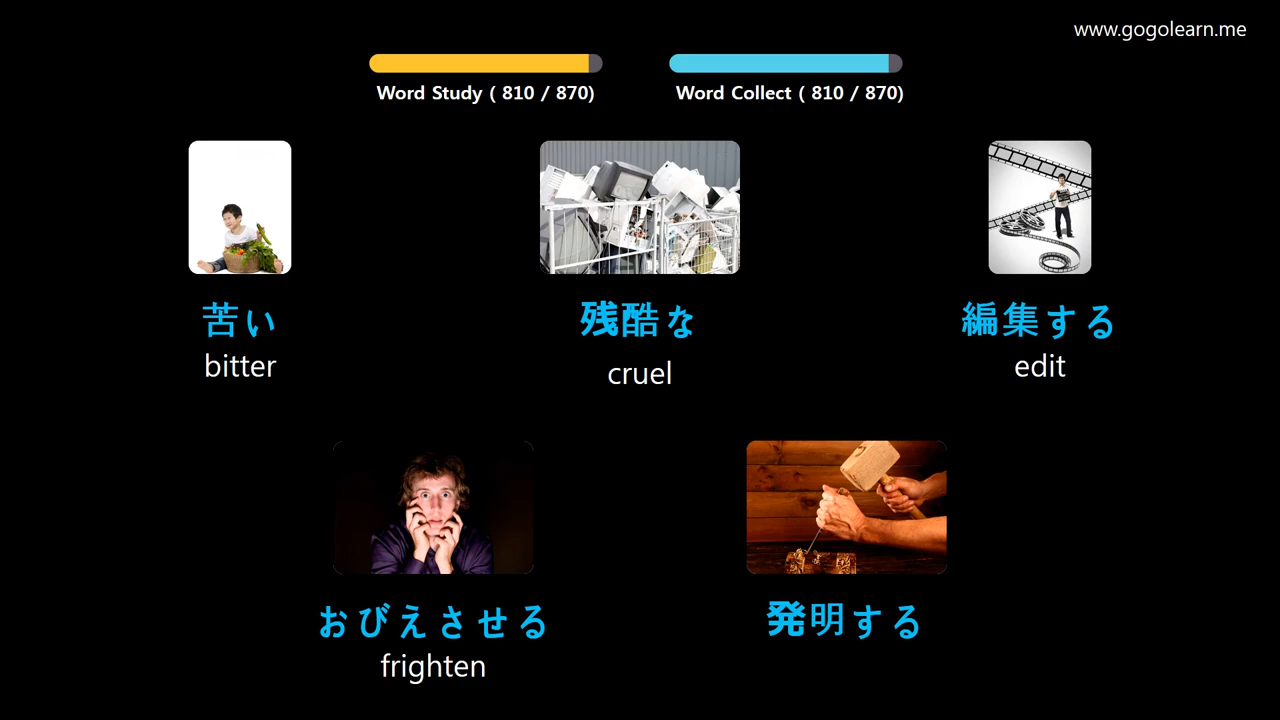 www.gogolearn.me
Word Study ( 810 / 870)
Word Collect ( 810 / 870)
苦い
bitter
残酷な
cruel
編集する
edit
おびえさせる
frighten
発明する